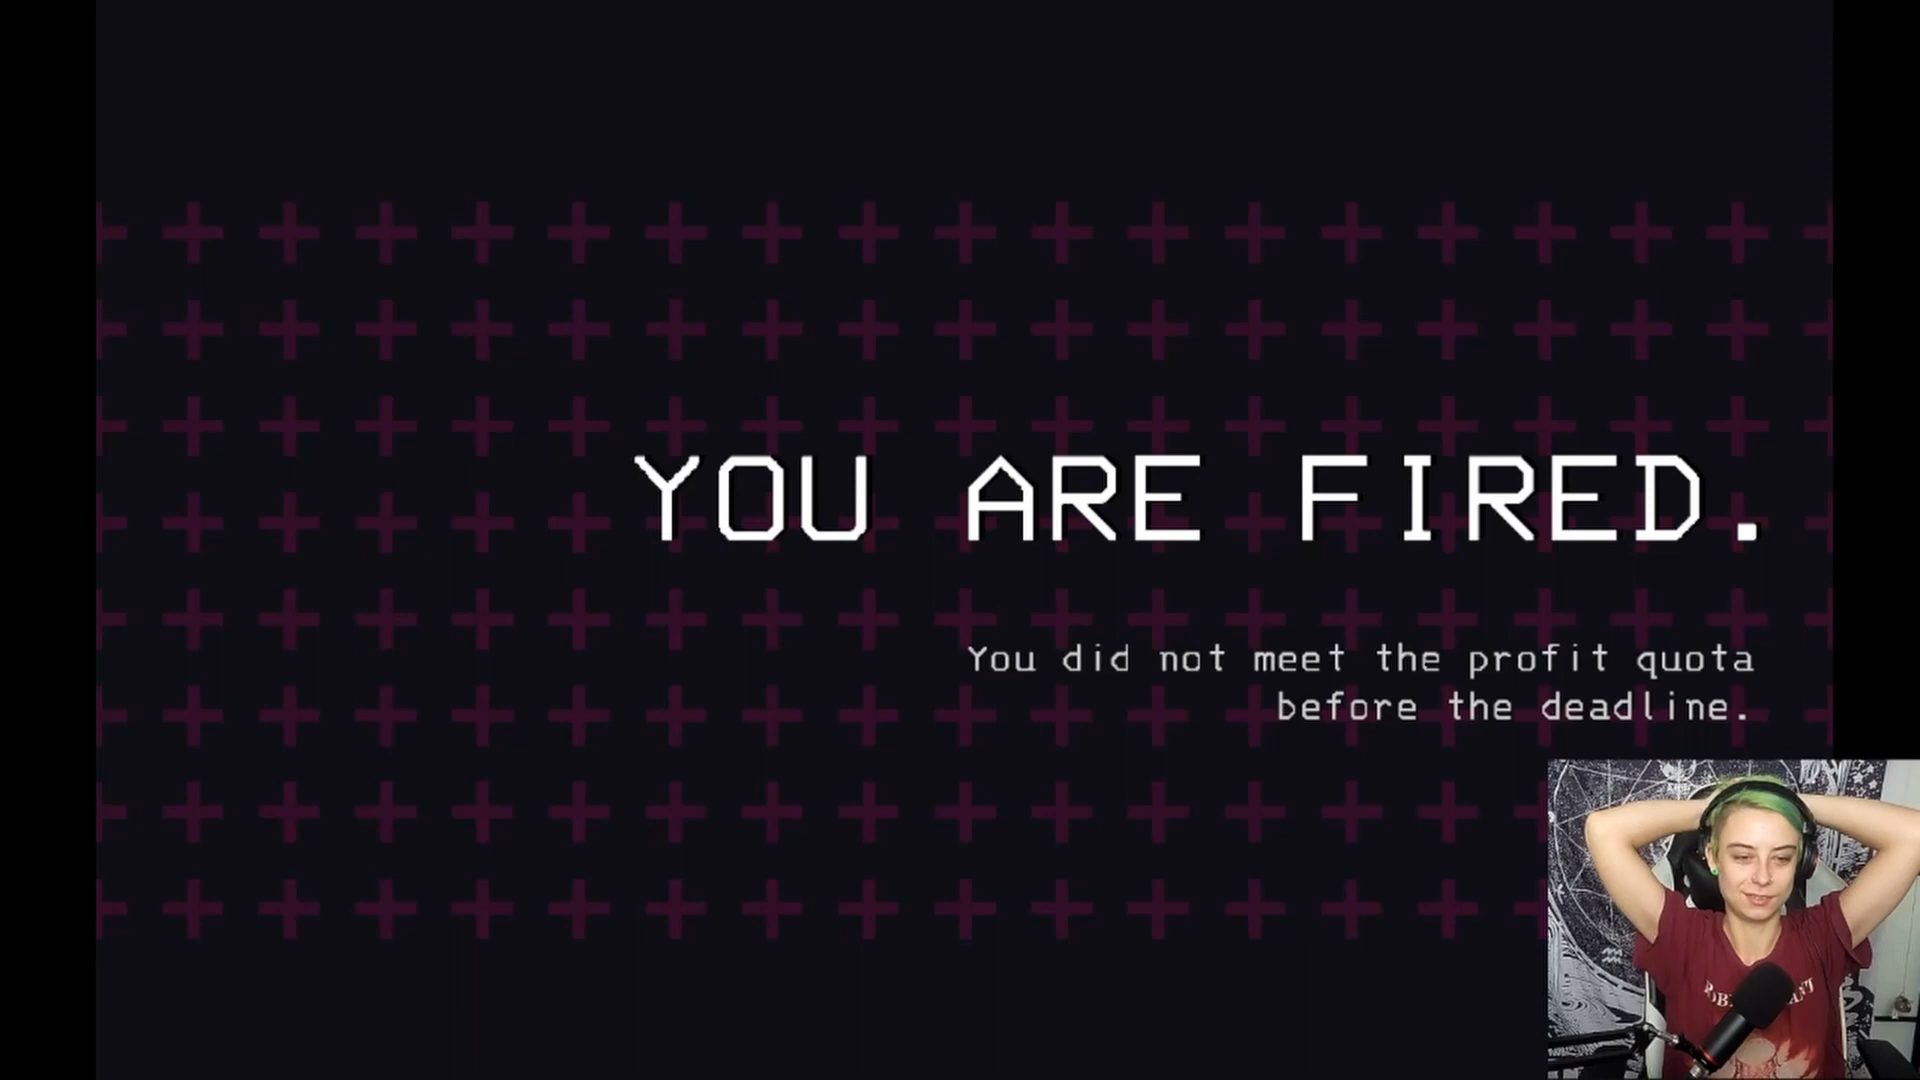 YOU ARE FIRED.
You did not meet the profit quota
before the deadline.